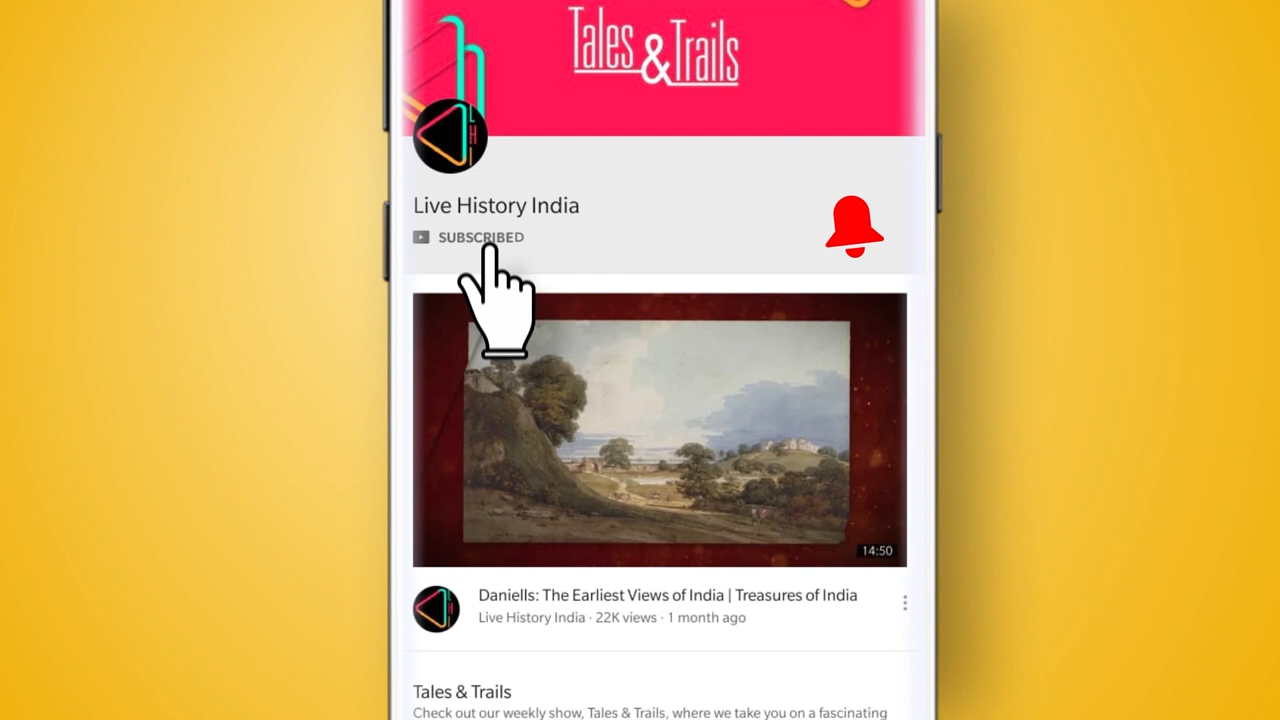 Tales & Trails
LHI
Live History India
SUBSCRIBED
14:50
Daniells: The Earliest Views of India | Treasures of India
Live History India · 22K views · 1 month ago
Tales & Trails
Check out our weekly show, Tales & Trails, where we take you on a fascinating